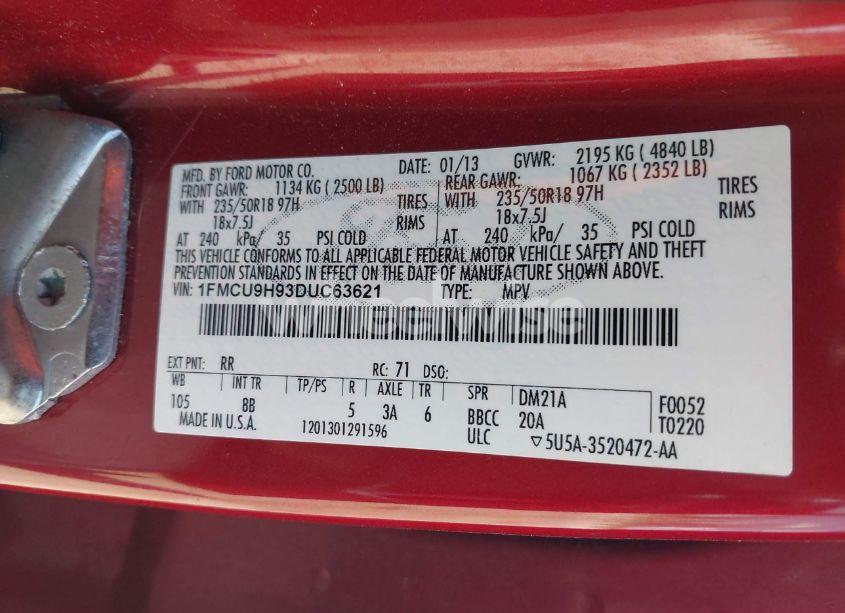 MFD. BY FORD MOTOR CO. DATE: 01/13 GVWR: 2195 KG ( 4840 LB)
FRONT GAWR: 1134 KG ( 2500 LB) REAR GAWR: 1067 KG ( 2352 LB)
WITH 235/50R18 97H TIRES WITH 235/50R18 97H TIRES
18x7.5J RIMS 18x7.5J RIMS
AT 240 kPa/ 35 PSI COLD AT 240 kPa/ 35 PSI COLD
THIS VEHICLE CONFORMS TO ALL APPLICABLE FEDERAL MOTOR VEHICLE SAFETY AND THEFT
PREVENTION STANDARDS IN EFFECT ON THE DATE OF MANUFACTURE SHOWN ABOVE.
VIN: 1FMCU9H93DUC63621 TYPE: MPV
wheelwise
EXT PNT: RR RC: 71 DSO:
WB INT TR TP/PS R AXLE TR SPR DM21A F0052
105 8B 5 3A 6 BBCC 20A T0220
MADE IN U.S.A. 1201301291596 ULC ▽5U5A-3520472-AA